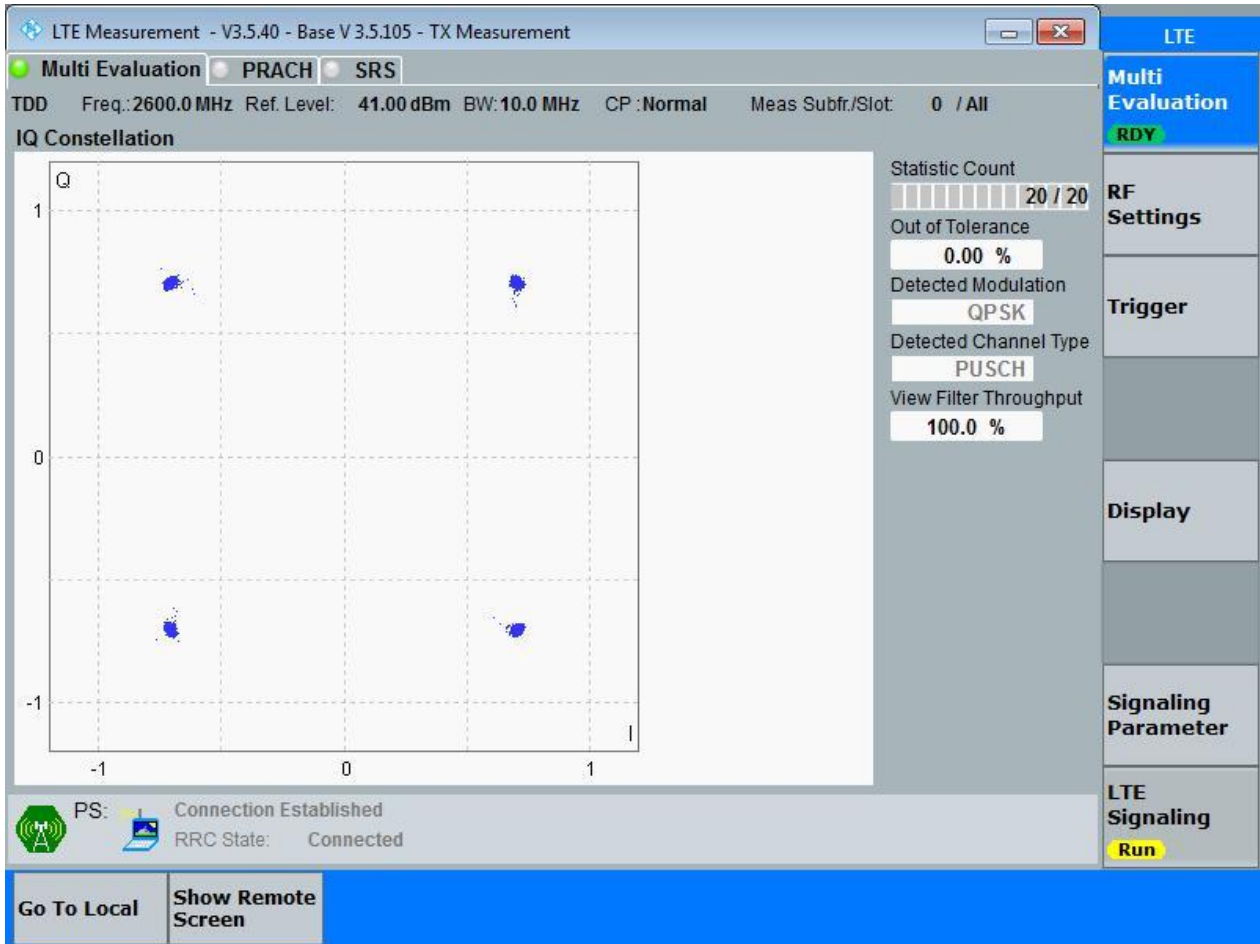 LTE Measurement - V3.5.40 - Base V 3.5.105 - TX Measurement
LTE
Multi Evaluation PRACH SRS
Multi
Evaluation
RDY
TDD Freq.: 2600.0 MHz Ref. Level: 41.00 dBm BW: 10.0 MHz CP : Normal Meas Subfr./Slot: 0 / All
IQ Constellation
Q
1
0
-1
I
-1 0 1
Statistic Count
20 / 20
Out of Tolerance
0.00 %
Detected Modulation
QPSK
Detected Channel Type
PUSCH
View Filter Throughput
100.0 %
RF
Settings
Trigger
Display
Signaling
Parameter
LTE
Signaling
Run
PS: Connection Established
RRC State: Connected
Go To Local
Show Remote
Screen